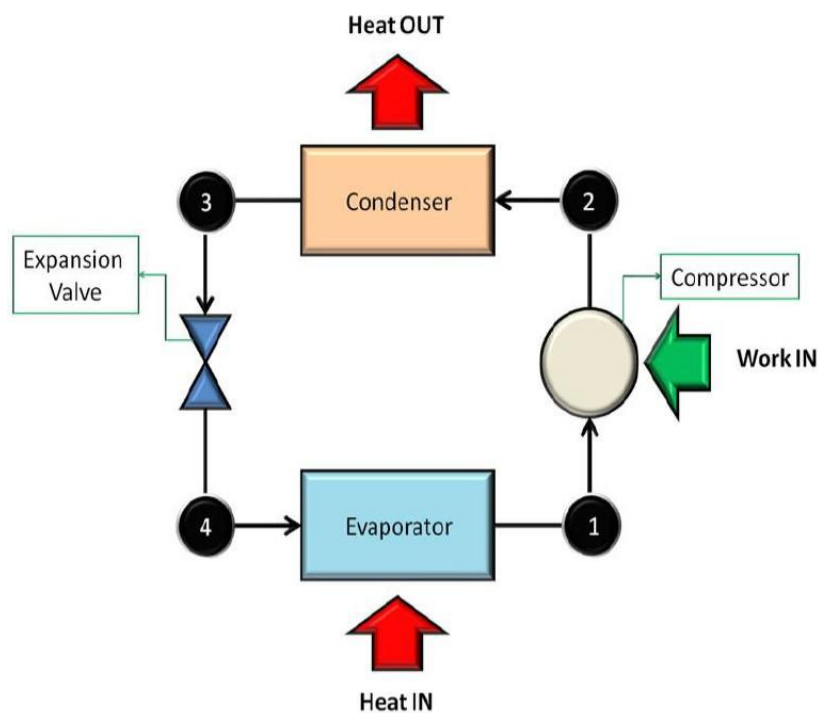 Heat OUT
3
Condenser
2
Expansion
Valve
Compressor
Work IN
4
Evaporator
1
Heat IN